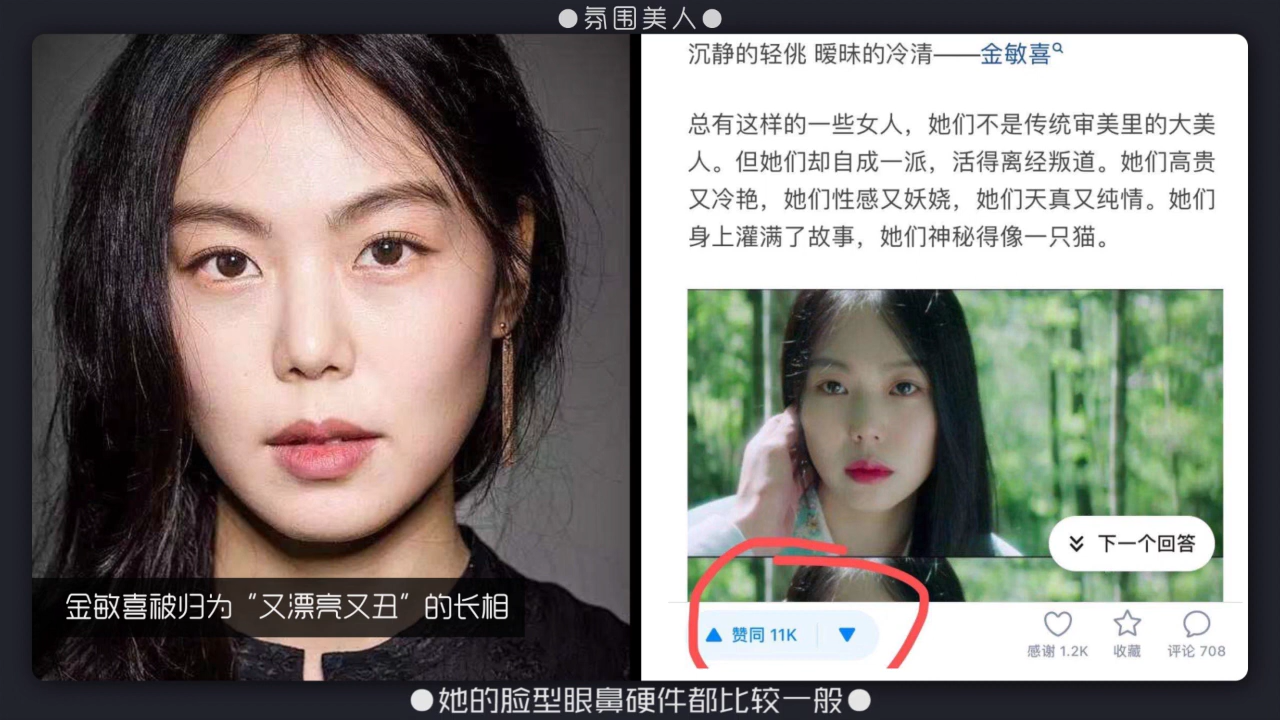 ●氛围美人●
沉静的轻佻 暧昧的冷清——金敏喜
总有这样的一些女人，她们不是传统审美里的大美
人。但她们却自成一派，活得离经叛道。她们高贵
又冷艳，她们性感又妖娆，她们天真又纯情。她们
身上灌满了故事，她们神秘得像一只猫。
下一个回答
金敏喜被归为“又漂亮又丑”的长相
赞同 11K
感谢 1.2K
收藏
评论 708
●她的脸型眼鼻硬件都比较一般●